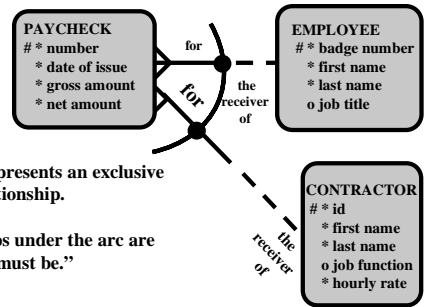 PAYCHECK
# * number
* date of issue
* gross amount
* net amount
for
the
receiver
of
EMPLOYEE
# * badge number
* first name
* last name
o job title
for
the
receiver
of
CONTRACTOR
# * id
* first name
* last name
o job function
* hourly rate
presents an exclusive
tionship.
s under the arc are
must be.”